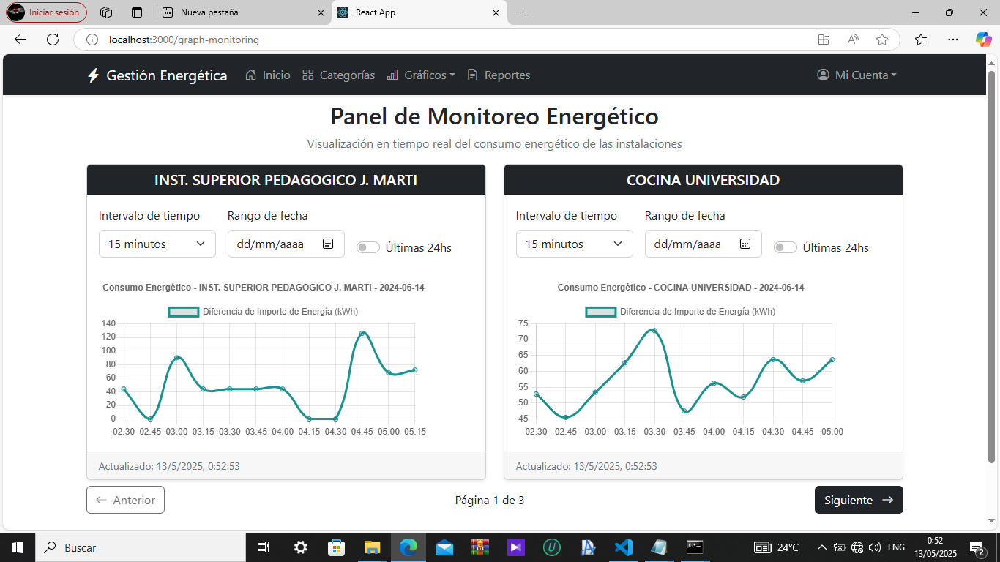 Iniciar sesión
Nueva pestaña
React App
localhost:3000/graph-monitoring
Gestión Energética
Inicio
Categorías
Gráficos
Reportes
Mi Cuenta
Panel de Monitoreo Energético
Visualización en tiempo real del consumo energético de las instalaciones
INST. SUPERIOR PEDAGOGICO J. MARTI
Intervalo de tiempo
Rango de fecha
15 minutos
dd/mm/aaaa
Últimas 24hs
Consumo Energético - INST. SUPERIOR PEDAGOGICO J. MARTI - 2024-06-14
Diferencia de Importe de Energía (kWh)
140
120
100
80
60
40
20
0
02:30 02:45 03:00 03:15 03:30 03:45 04:00 04:15 04:30 04:45 05:00 05:15
Actualizado: 13/5/2025, 0:52:53
COCINA UNIVERSIDAD
Intervalo de tiempo
Rango de fecha
15 minutos
dd/mm/aaaa
Últimas 24hs
Consumo Energético - COCINA UNIVERSIDAD - 2024-06-14
Diferencia de Importe de Energía (kWh)
75
70
65
60
55
50
45
02:30 02:45 03:00 03:15 03:30 03:45 04:00 04:15 04:30 04:45 05:00
Actualizado: 13/5/2025, 0:52:53
Anterior
Página 1 de 3
Siguiente
Buscar
24°C
ENG
0:52
13/05/2025
2